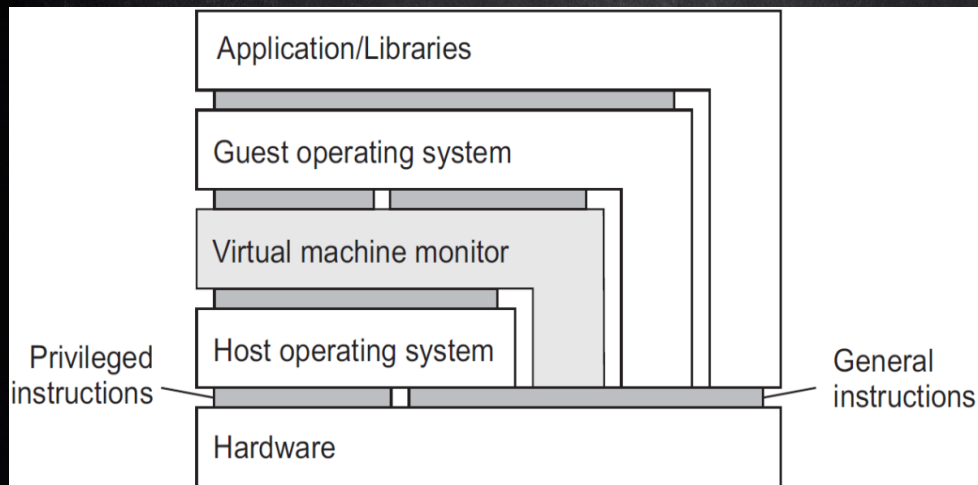 Application/Libraries
Guest operating system
Virtual machine monitor
Host operating system
Privileged
instructions
General
instructions
Hardware